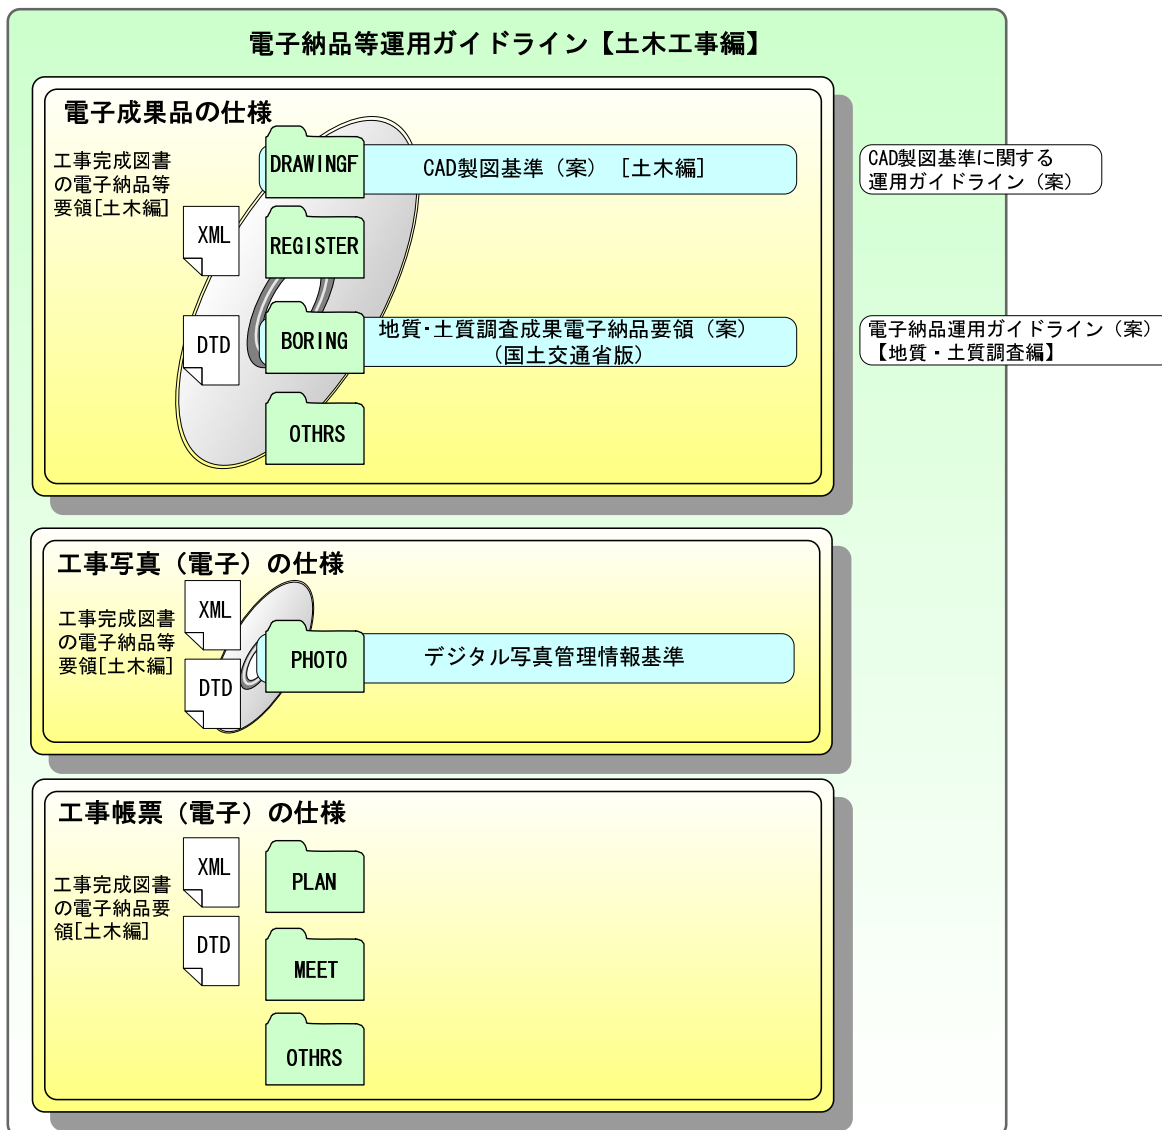 電子納品等運用ガイドライン【土木工事編】
電子成果品の仕様
工事完成図書
の電子納品等
要領[土木編]
DRAWINGF
CAD製図基準（案）［土木編］
CAD製図基準に関する
運用ガイドライン（案）
XML
REGISTER
DTD
BORING
地質･土質調査成果電子納品要領（案）
（国土交通省版）
電子納品運用ガイドライン（案）
【地質・土質調査編】
OTHRS
工事写真（電子）の仕様
工事完成図書
の電子納品等
要領[土木編]
XML
DTD
PHOTO
デジタル写真管理情報基準
工事帳票（電子）の仕様
工事完成図書
の電子納品要
領[土木編]
XML
DTD
PLAN
MEET
OTHRS